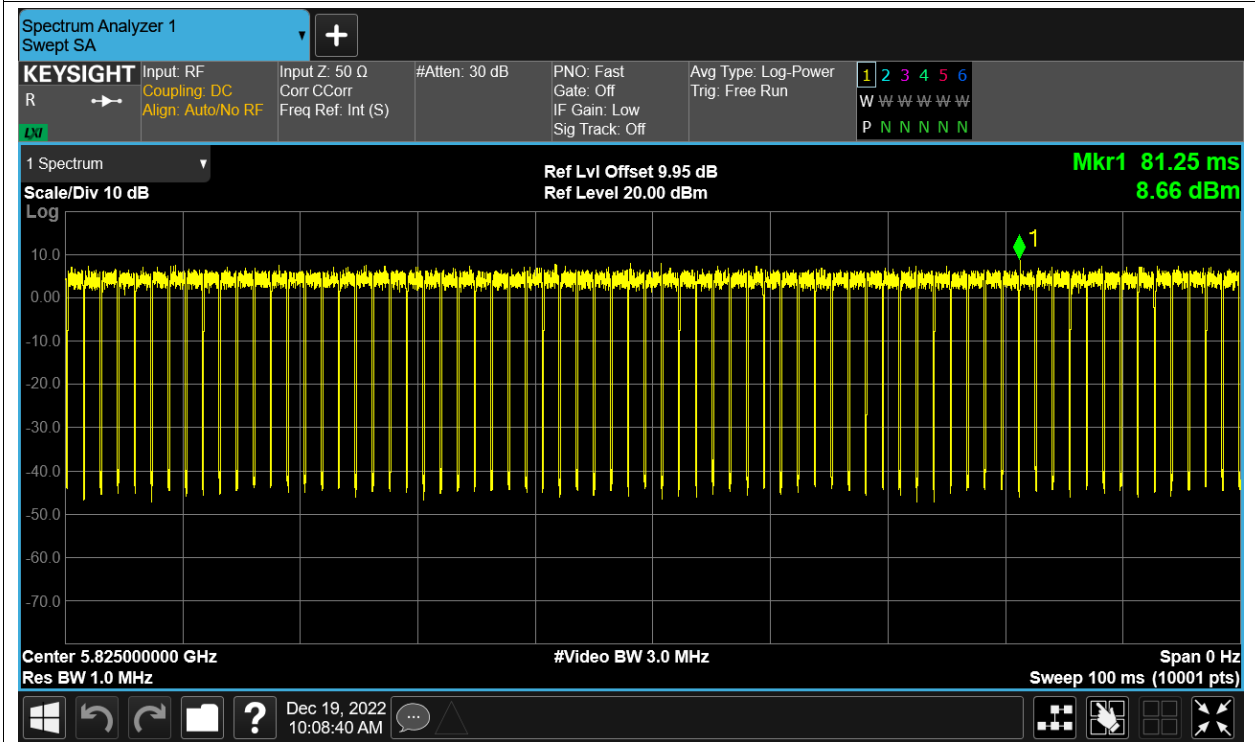 Spectrum Analyzer 1
Swept SA
+
KEYSIGHT
R
LXI
Input: RF
Coupling: DC
Align: Auto/No RF
Input Z: 50 Ω
Corr CCorr
Freq Ref: Int (S)
#Atten: 30 dB
PNO: Fast
Gate: Off
IF Gain: Low
Sig Track: Off
Avg Type: Log-Power
Trig: Free Run
1 2 3 4 5 6
W W W W W W
P N N N N N
1 Spectrum
Scale/Div 10 dB
Log
Ref Lvl Offset 9.95 dB
Ref Level 20.00 dBm
Mkr1 81.25 ms
8.66 dBm
1
10.0
0.00
-10.0
-20.0
-30.0
-40.0
-50.0
-60.0
-70.0
Center 5.825000000 GHz
Res BW 1.0 MHz
#Video BW 3.0 MHz
Span 0 Hz
Sweep 100 ms (10001 pts)
?
Dec 19, 2022
10:08:40 AM